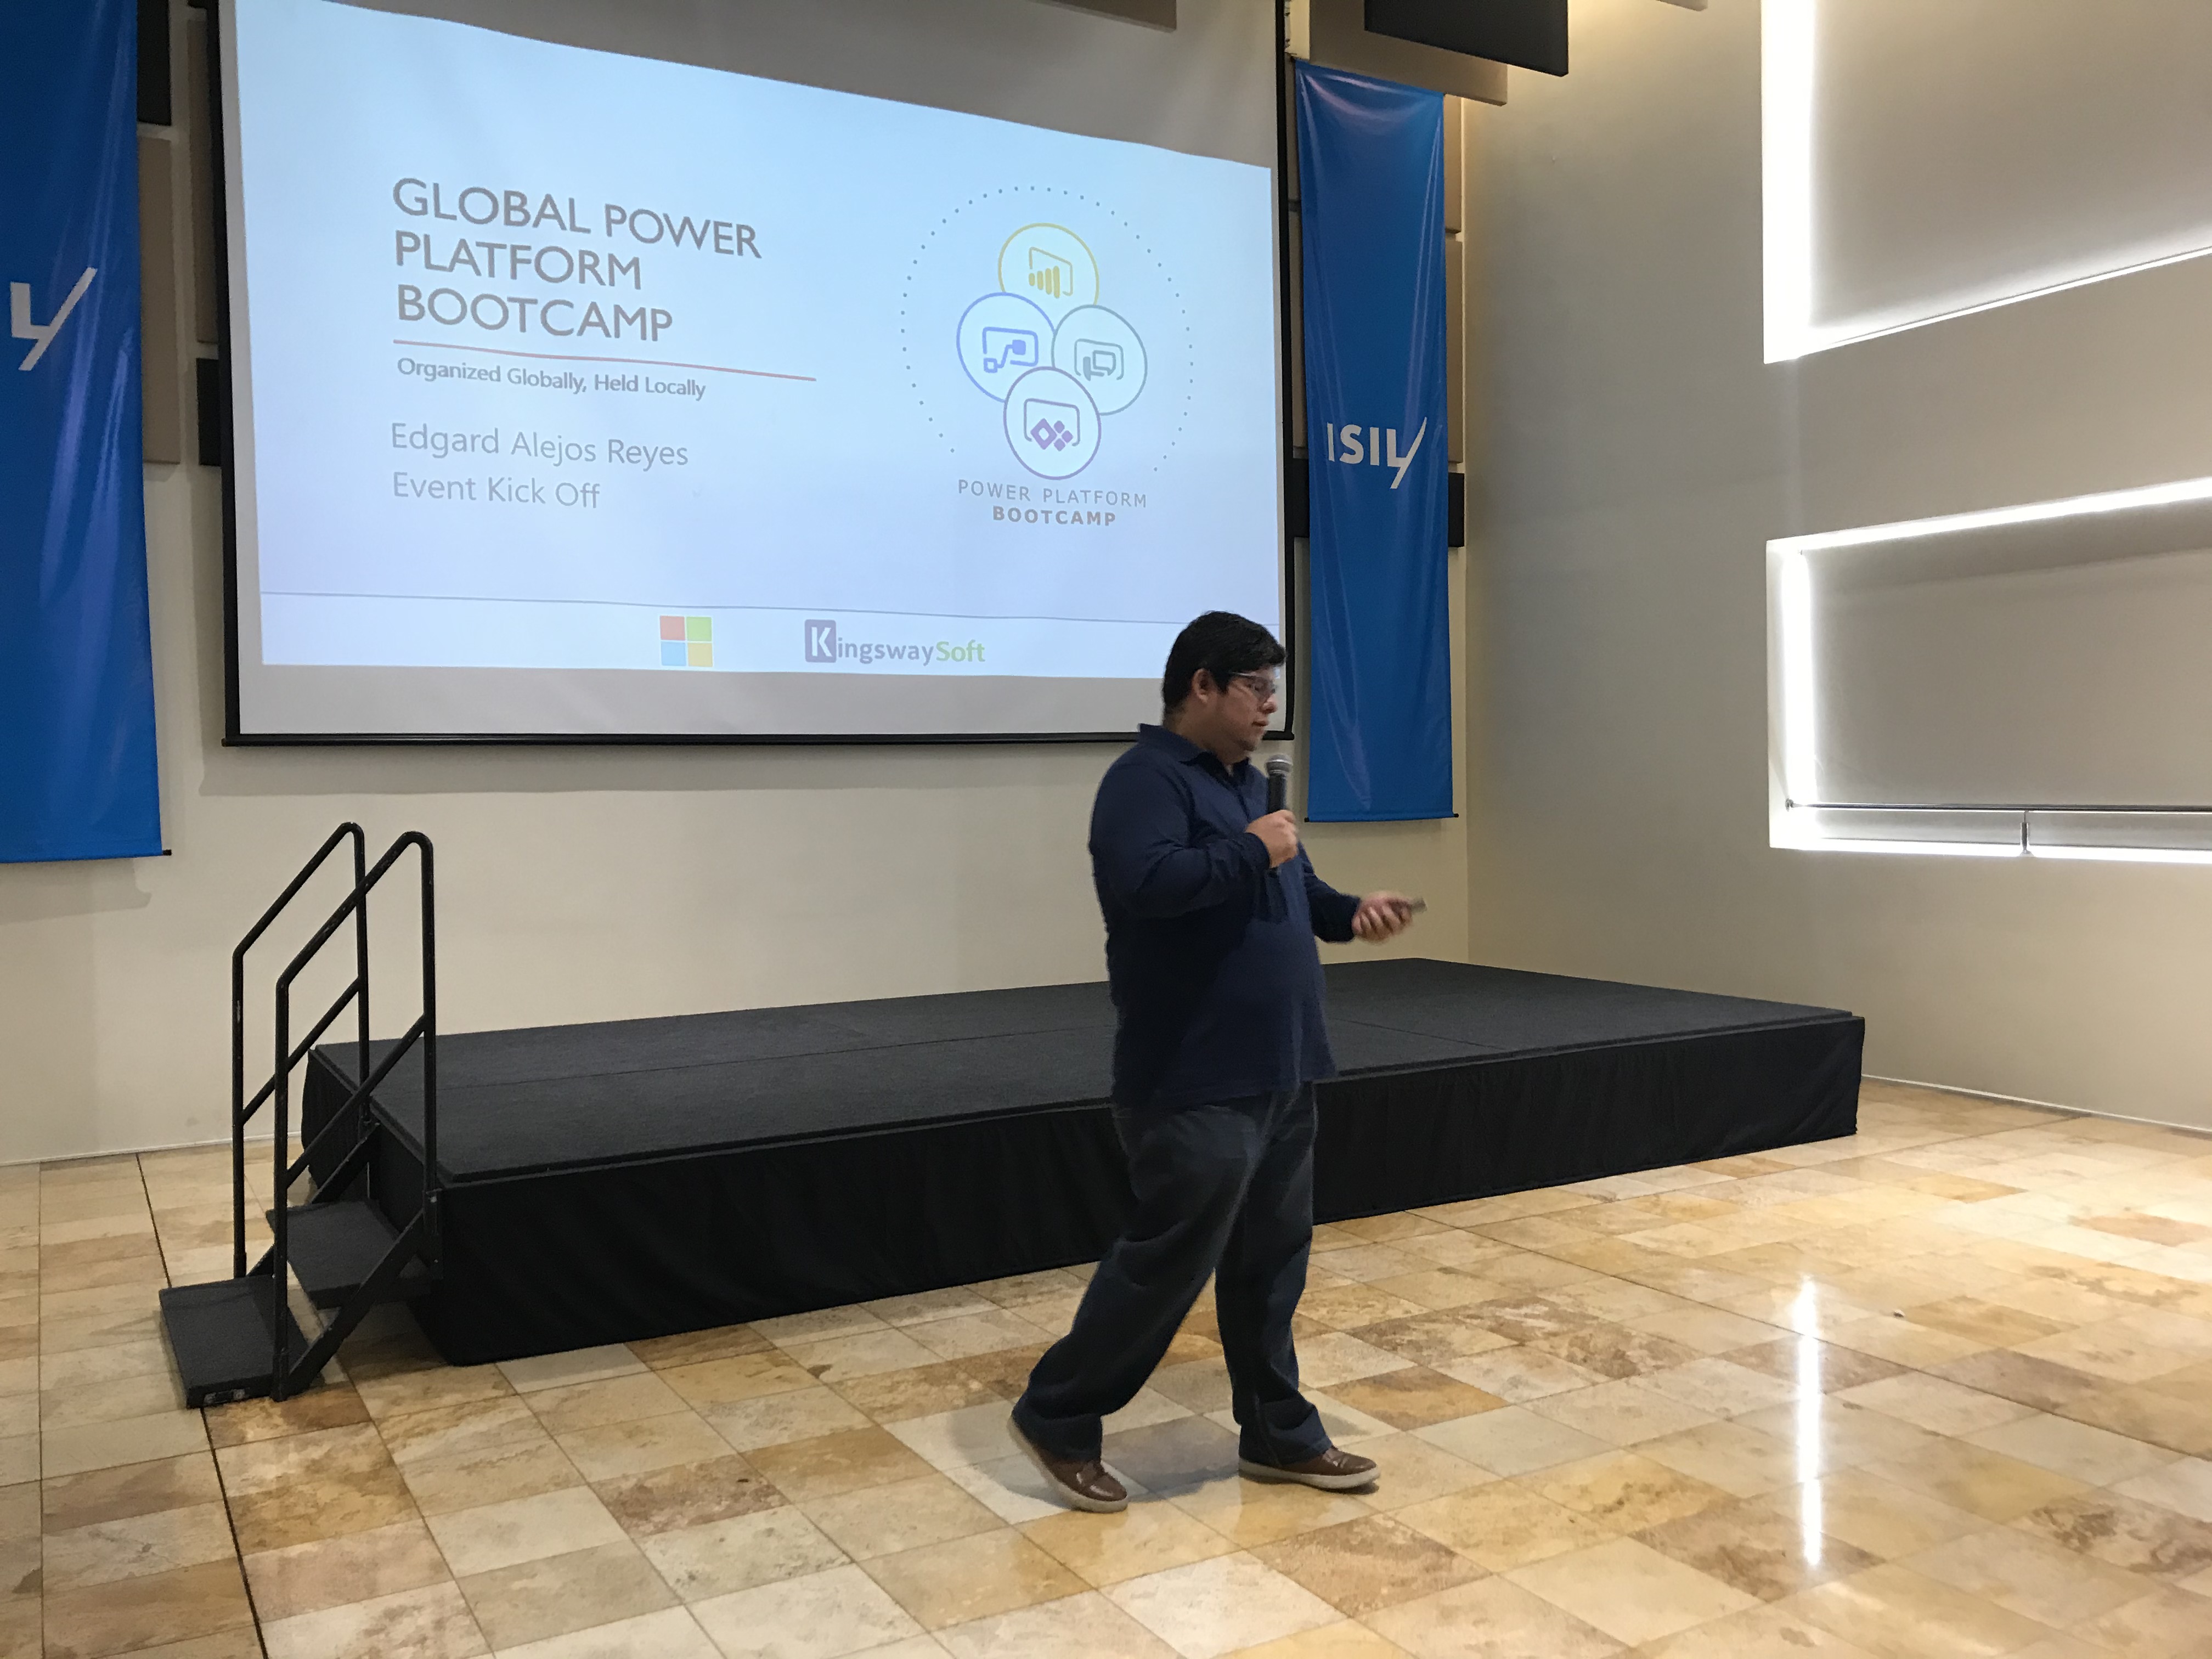 GLOBAL POWER
PLATFORM
BOOTCAMP
Organized Globally, Held Locally
Edgard Alejos Reyes
Event Kick Off
POWER PLATFORM
BOOTCAMP
KingswaySoft
ISIL